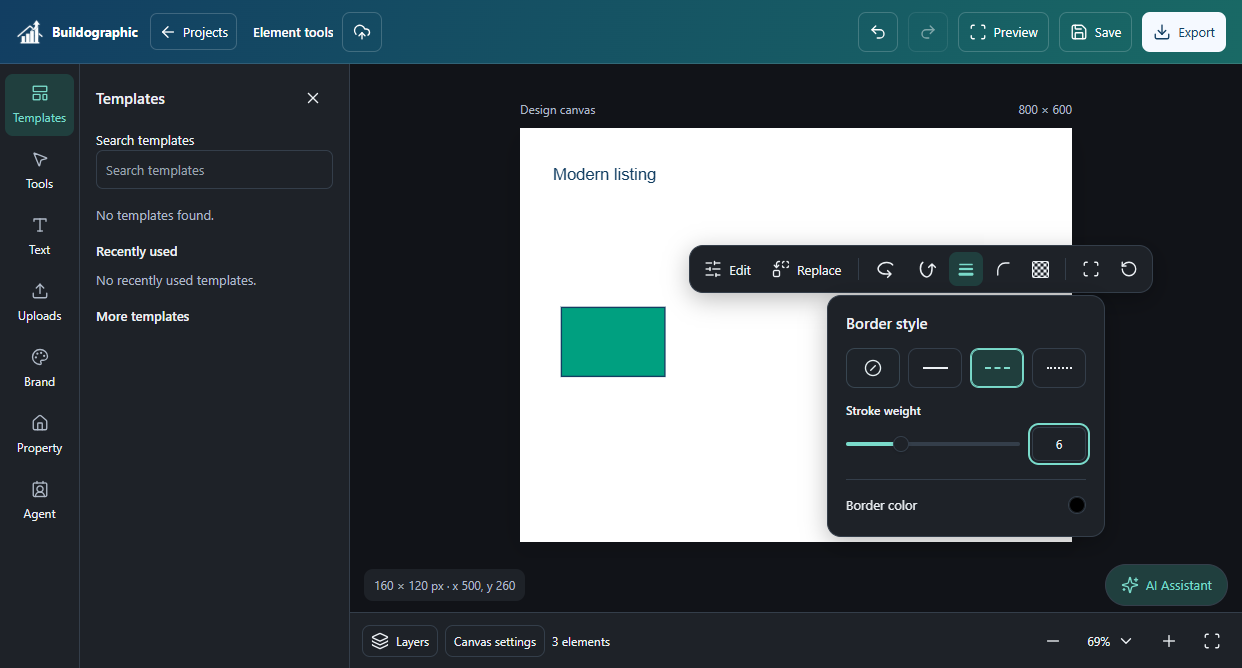 Buildographic
Projects
Element tools
Preview
Save
Export
Templates
Tools
Text
Uploads
Brand
Property
Agent
Templates
Search templates
Search templates
No templates found.
Recently used
No recently used templates.
More templates
Design canvas
800 × 600
Modern listing
Edit
Replace
Border style
Stroke weight
6
Border color
160 × 120 px · x 500, y 260
AI Assistant
Layers
Canvas settings
3 elements
69%